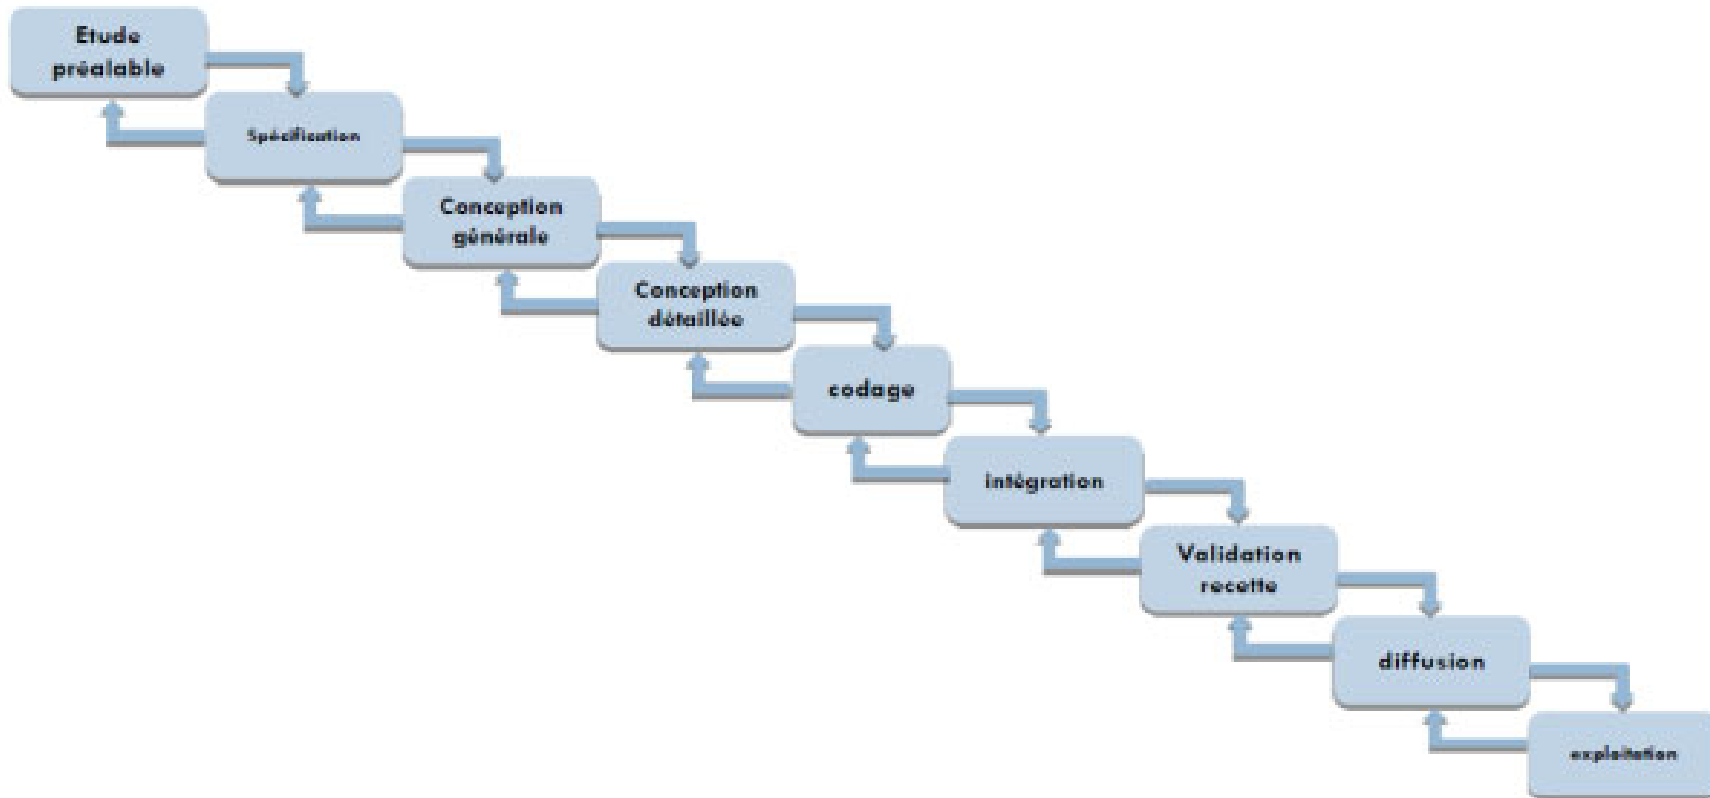 Etude
préalable
Spécification
Conception
générale
Conception
détaillée
codage
intégration
Validation
recette
diffusion
exploitation